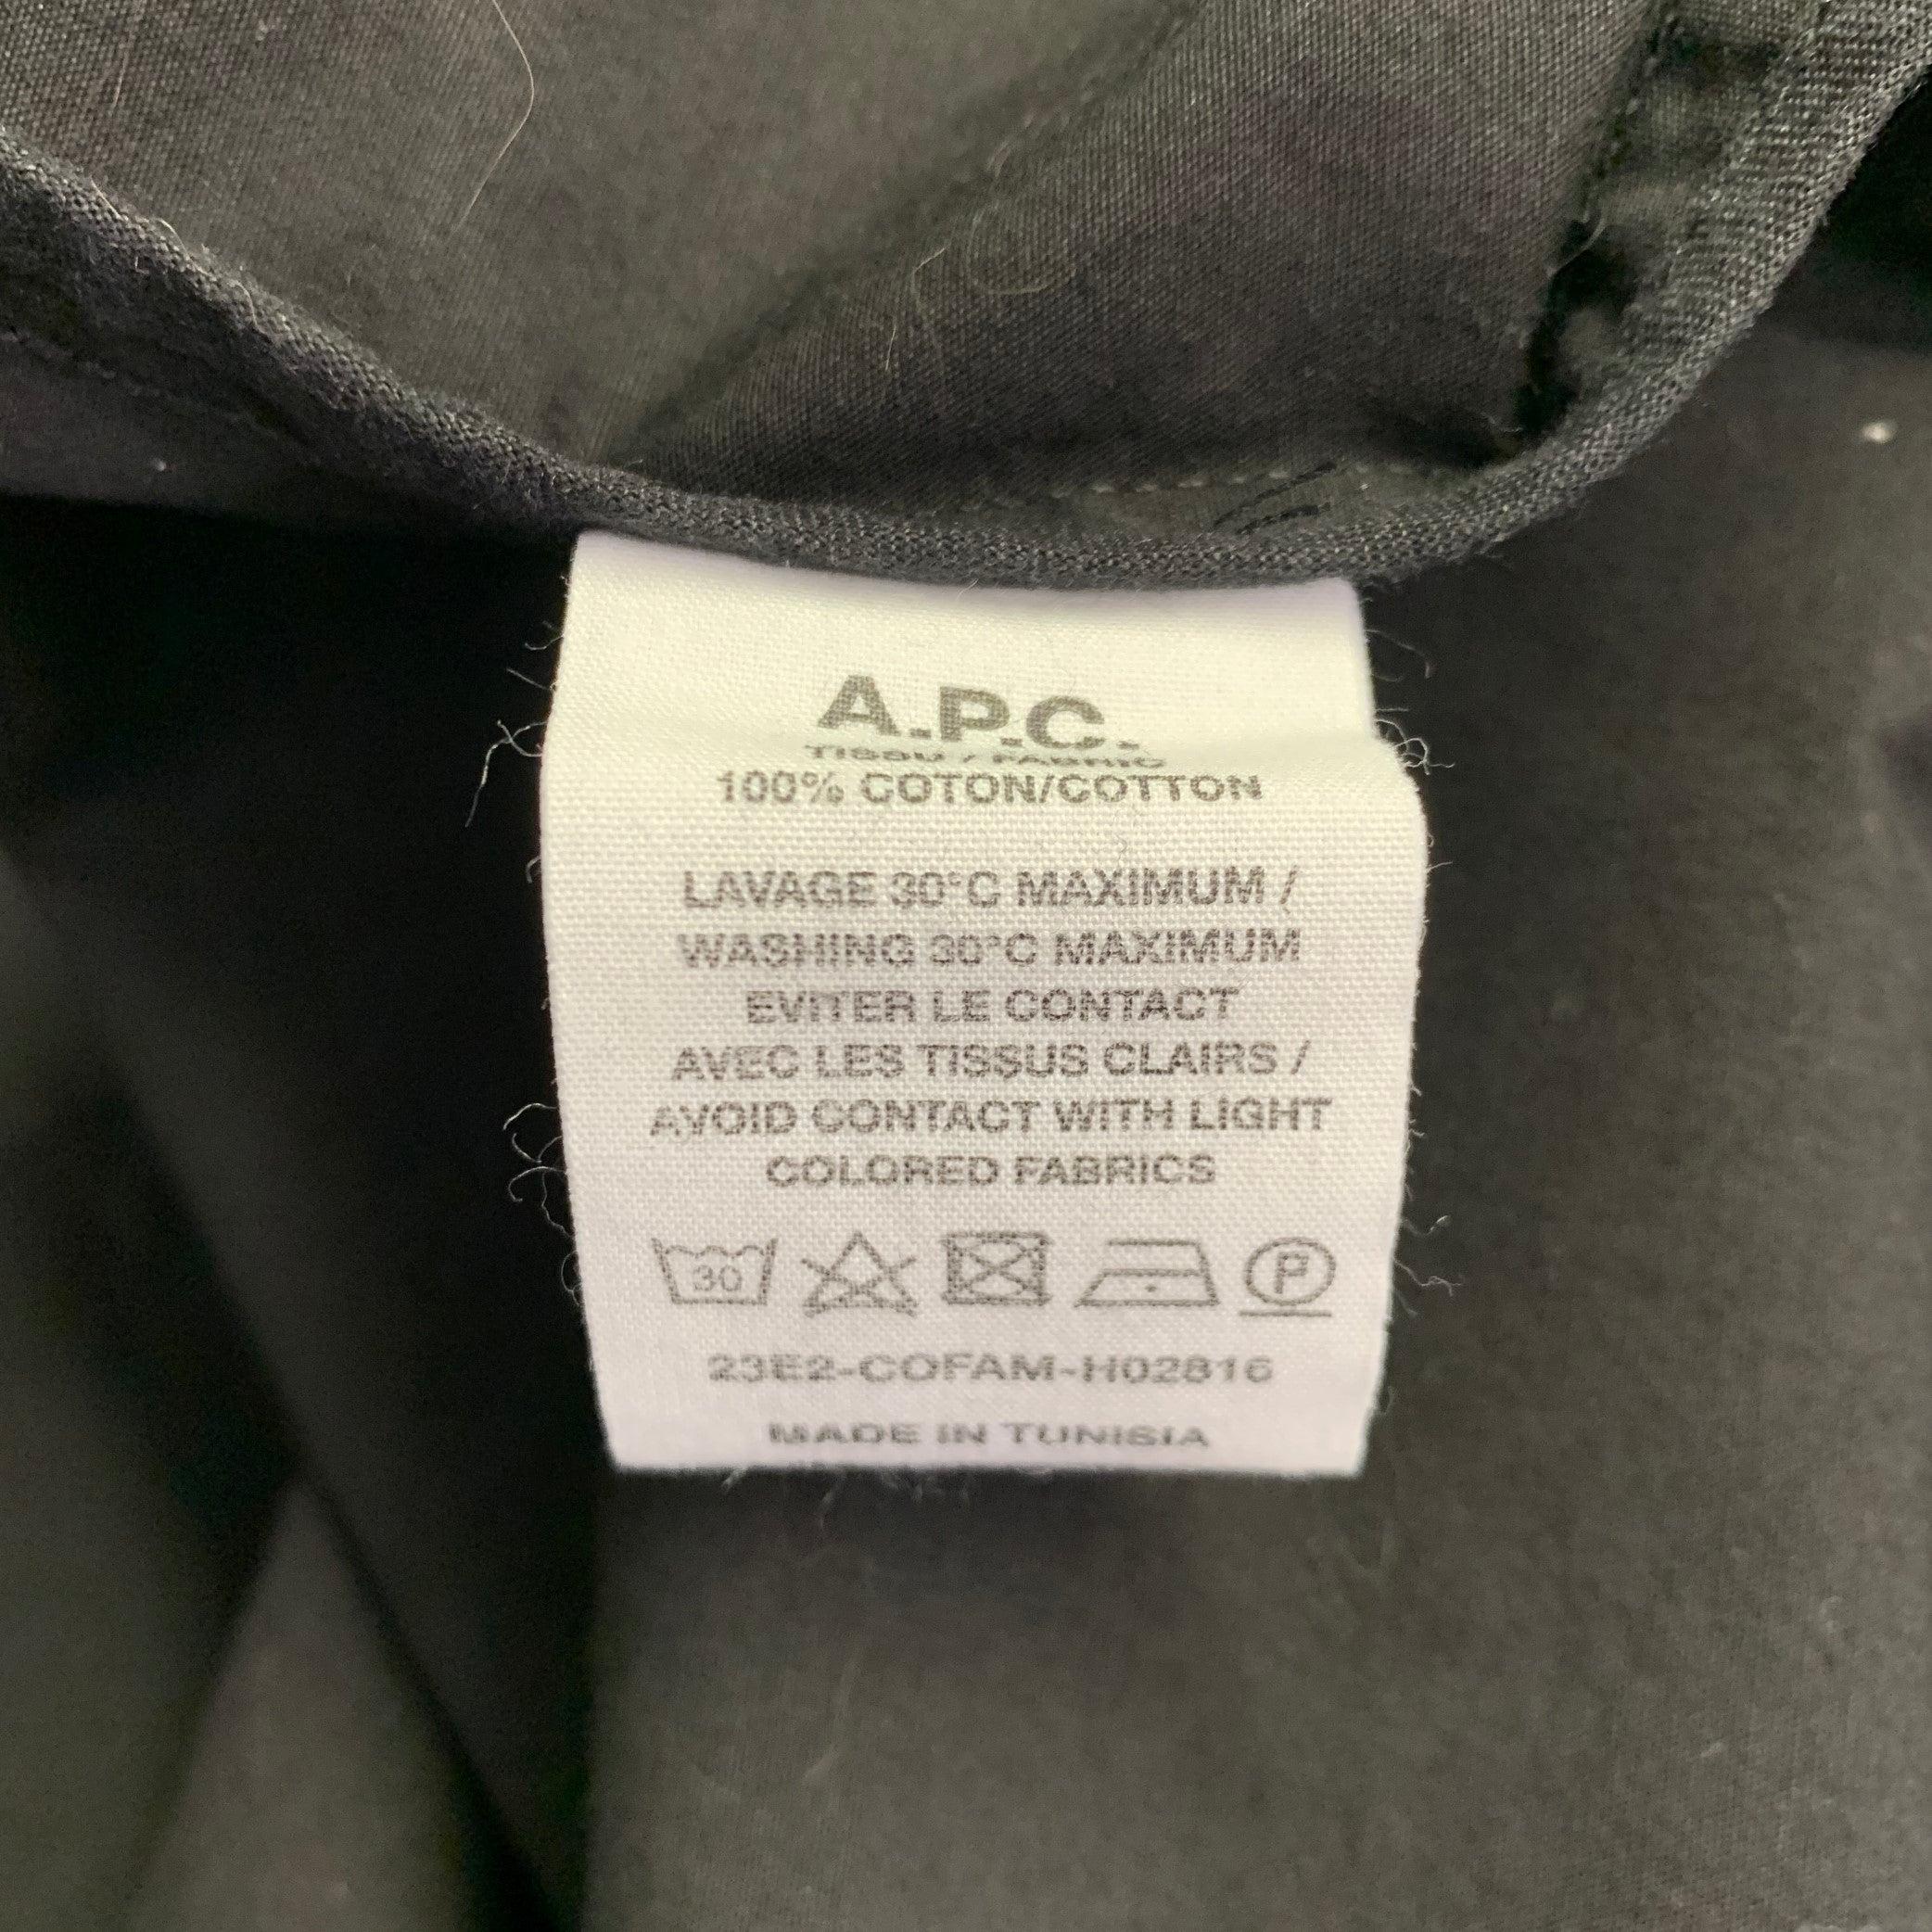 A.P.C.
TISSU / FABRIC
100% COTON/COTTON
LAVAGE 30°C MAXIMUM /
WASHING 30°C MAXIMUM
EVITER LE CONTACT
AVEC LES TISSUS CLAIRS /
AVOID CONTACT WITH LIGHT
COLORED FABRICS
30 P
23E2-COFAM-H02816
MADE IN TUNISIA